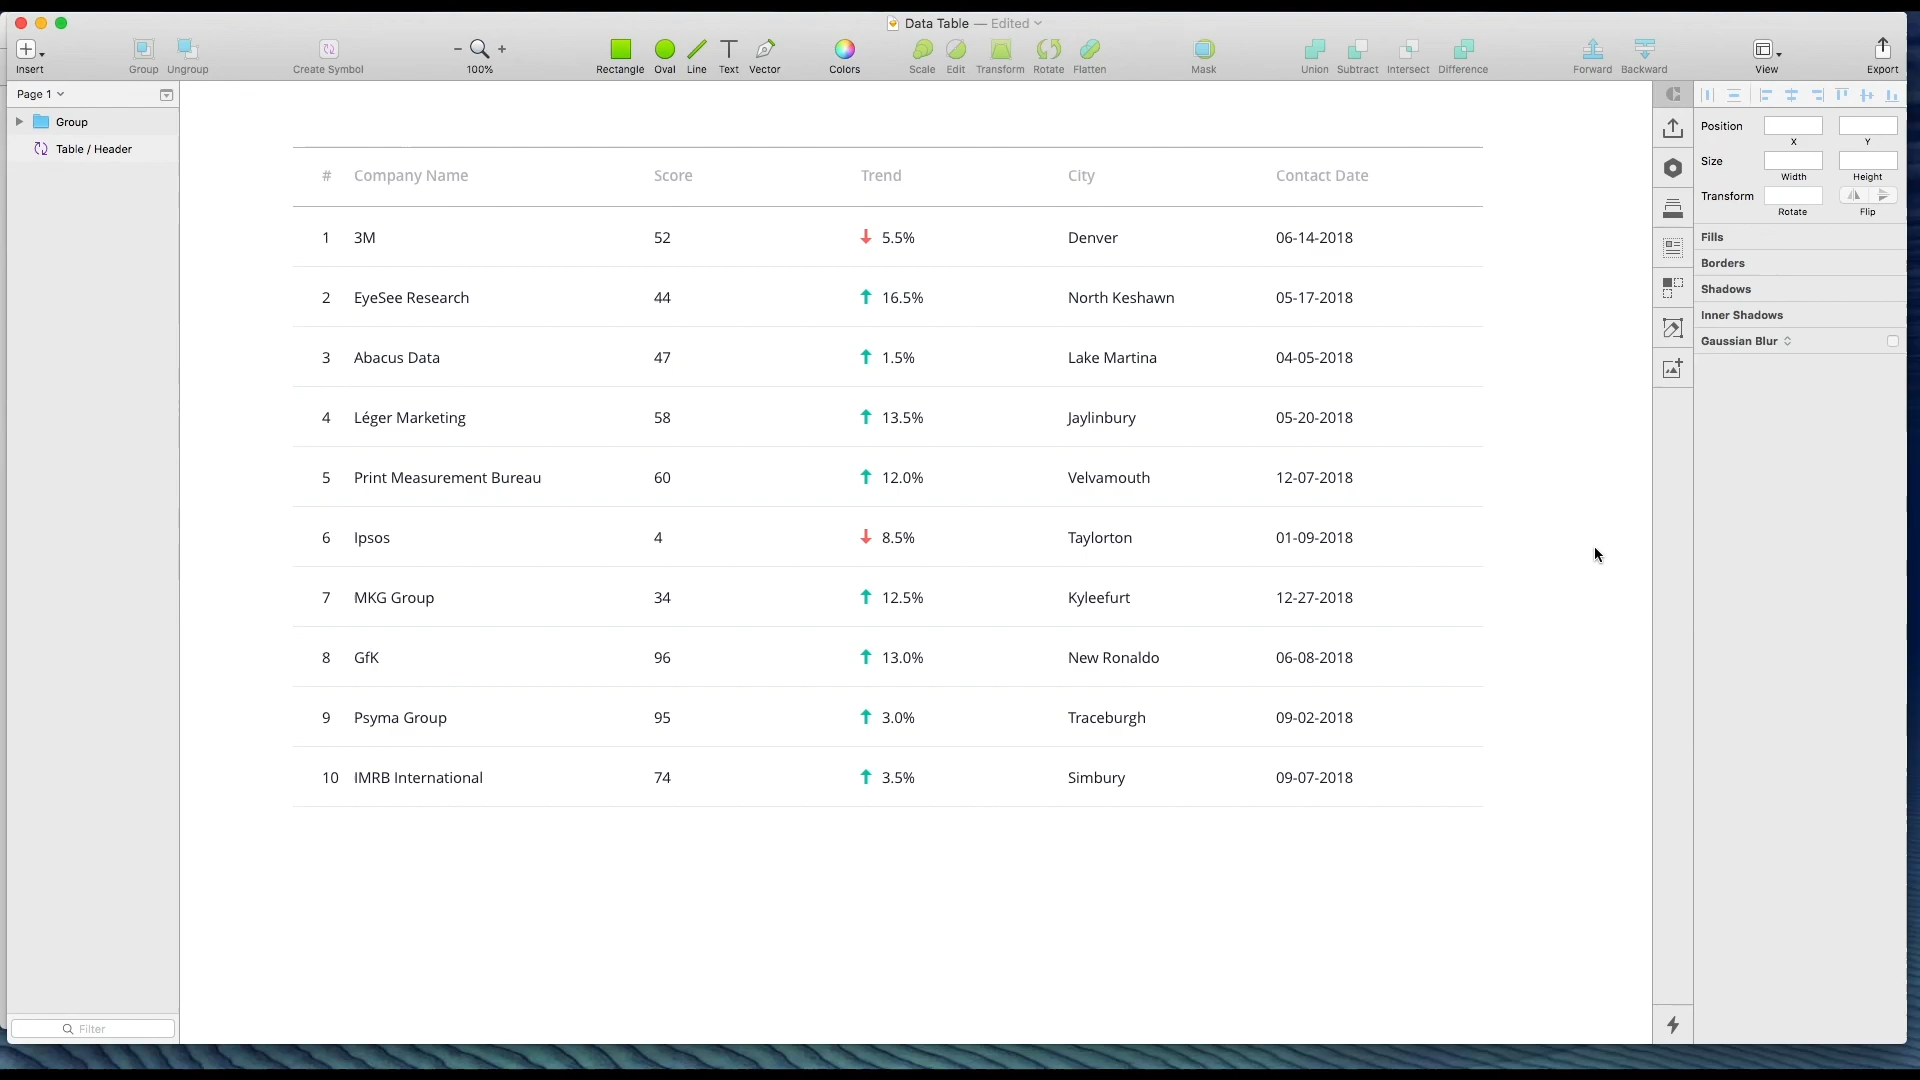 Data Table — Edited
Insert Group Ungroup Create Symbol 100% Rectangle Oval Line Text Vector Colors Scale Edit Transform Rotate Flatten Mask Union Subtract Intersect Difference Forward Backward View Export
Page 1
Group
Table / Header
# Company Name Score Trend City Contact Date
1 3M 52 5.5% Denver 06-14-2018
2 EyeSee Research 44 16.5% North Keshawn 05-17-2018
3 Abacus Data 47 1.5% Lake Martina 04-05-2018
4 Léger Marketing 58 13.5% Jaylinbury 05-20-2018
5 Print Measurement Bureau 60 12.0% Velvamouth 12-07-2018
6 Ipsos 4 8.5% Taylorton 01-09-2018
7 MKG Group 34 12.5% Kyleefurt 12-27-2018
8 GfK 96 13.0% New Ronaldo 06-08-2018
9 Psyma Group 95 3.0% Traceburgh 09-02-2018
10 IMRB International 74 3.5% Simbury 09-07-2018
Filter
Position
X Y
Size
Width Height
Transform
Rotate Flip
Fills
Borders
Shadows
Inner Shadows
Gaussian Blur